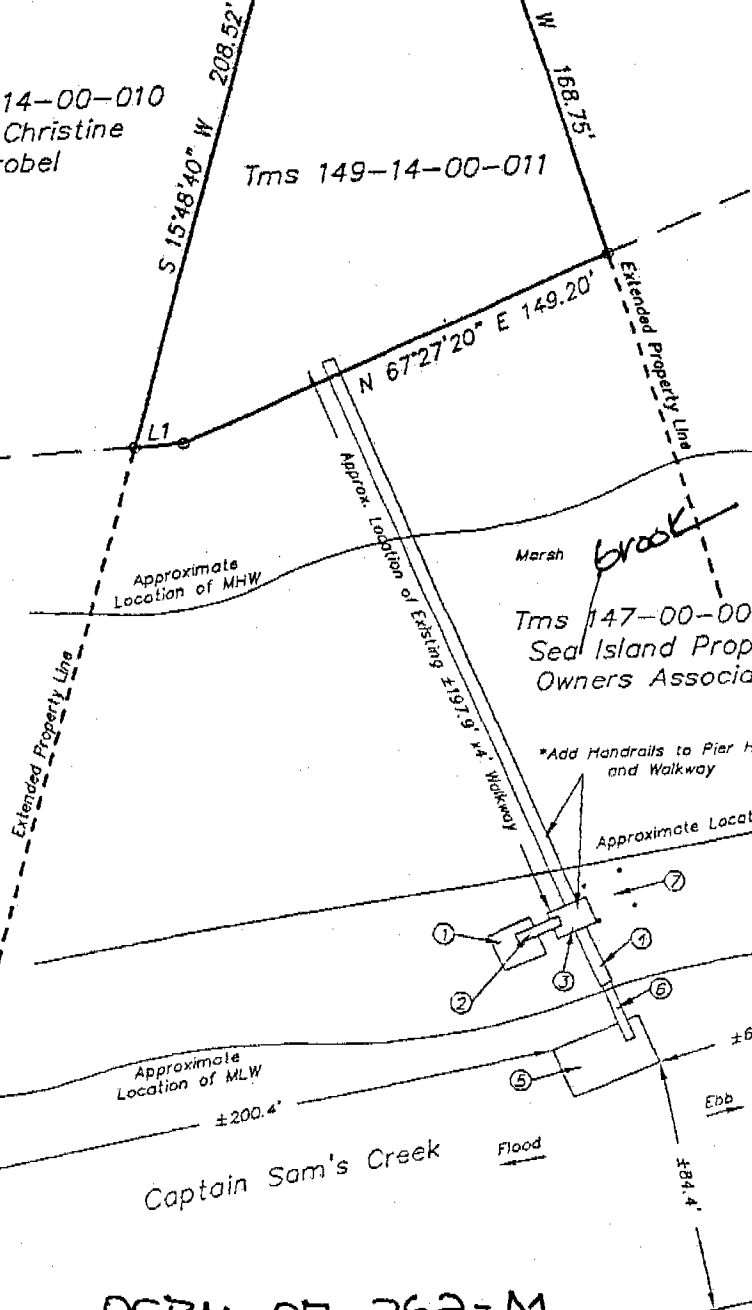 208.52'
S 15°48'40" W
W 168.75'
14-00-010
Christine
robel
Tms 149-14-00-011
N 67°27'20" E 149.20'
Extended Property Line
L1
Approx. Location of Existing ±197.9' x4' Walkway
Approximate
Location of MHW
Marsh
brook
Tms 147-00-00
Sea Island Prop
Owners Associa
Extended Property Line
*Add Handrails to Pier H
and Walkway
Approximate Locat
7
1
4
3
2
6
Approximate
Location of MLW
5
±6
±200.4'
Ebb
Flood
Captain Sam's Creek
±84.4'